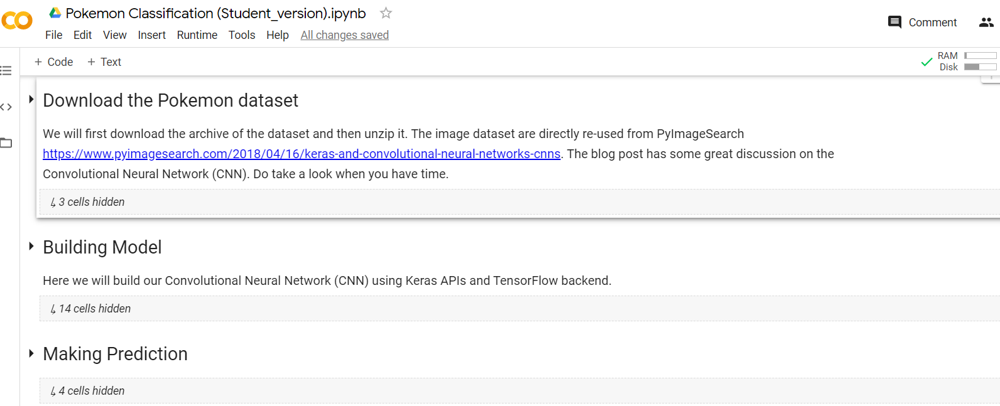 Pokemon Classification (Student_version).ipynb
File Edit View Insert Runtime Tools Help All changes saved
Comment
+ Code + Text
RAM
Disk
Download the Pokemon dataset
We will first download the archive of the dataset and then unzip it. The image dataset are directly re-used from PyImageSearch
https://www.pyimagesearch.com/2018/04/16/keras-and-convolutional-neural-networks-cnns. The blog post has some great discussion on the
Convolutional Neural Network (CNN). Do take a look when you have time.
3 cells hidden
Building Model
Here we will build our Convolutional Neural Network (CNN) using Keras APIs and TensorFlow backend.
14 cells hidden
Making Prediction
4 cells hidden